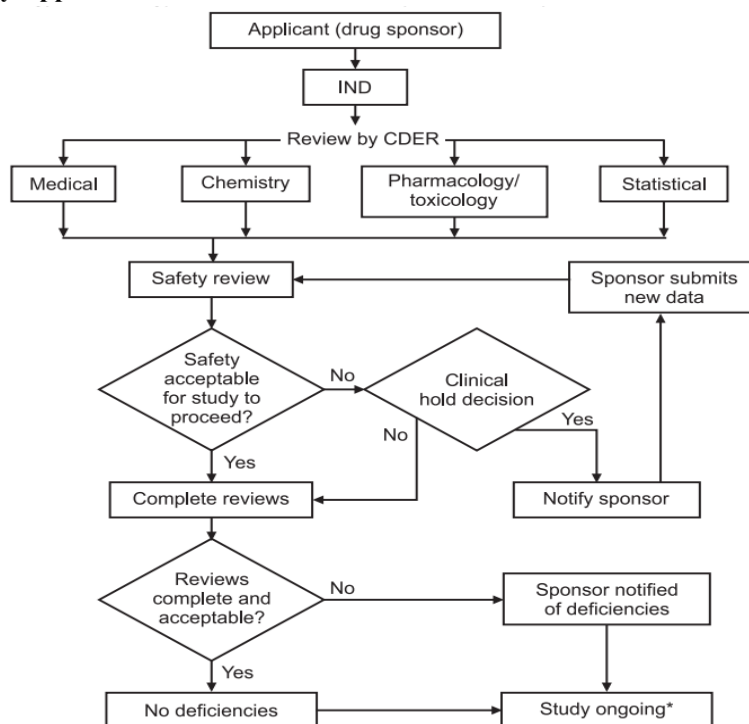 Applicant (drug sponsor)
IND
Review by CDER
Medical
Chemistry
Pharmacology/
toxicology
Statistical
Safety review
Sponsor submits
new data
Safety
acceptable
for study to
proceed?
No
Clinical
hold decision
No
Yes
Yes
Complete reviews
Notify sponsor
Reviews
complete and
acceptable?
No
Sponsor notified
of deficiencies
Yes
No deficiencies
Study ongoing*